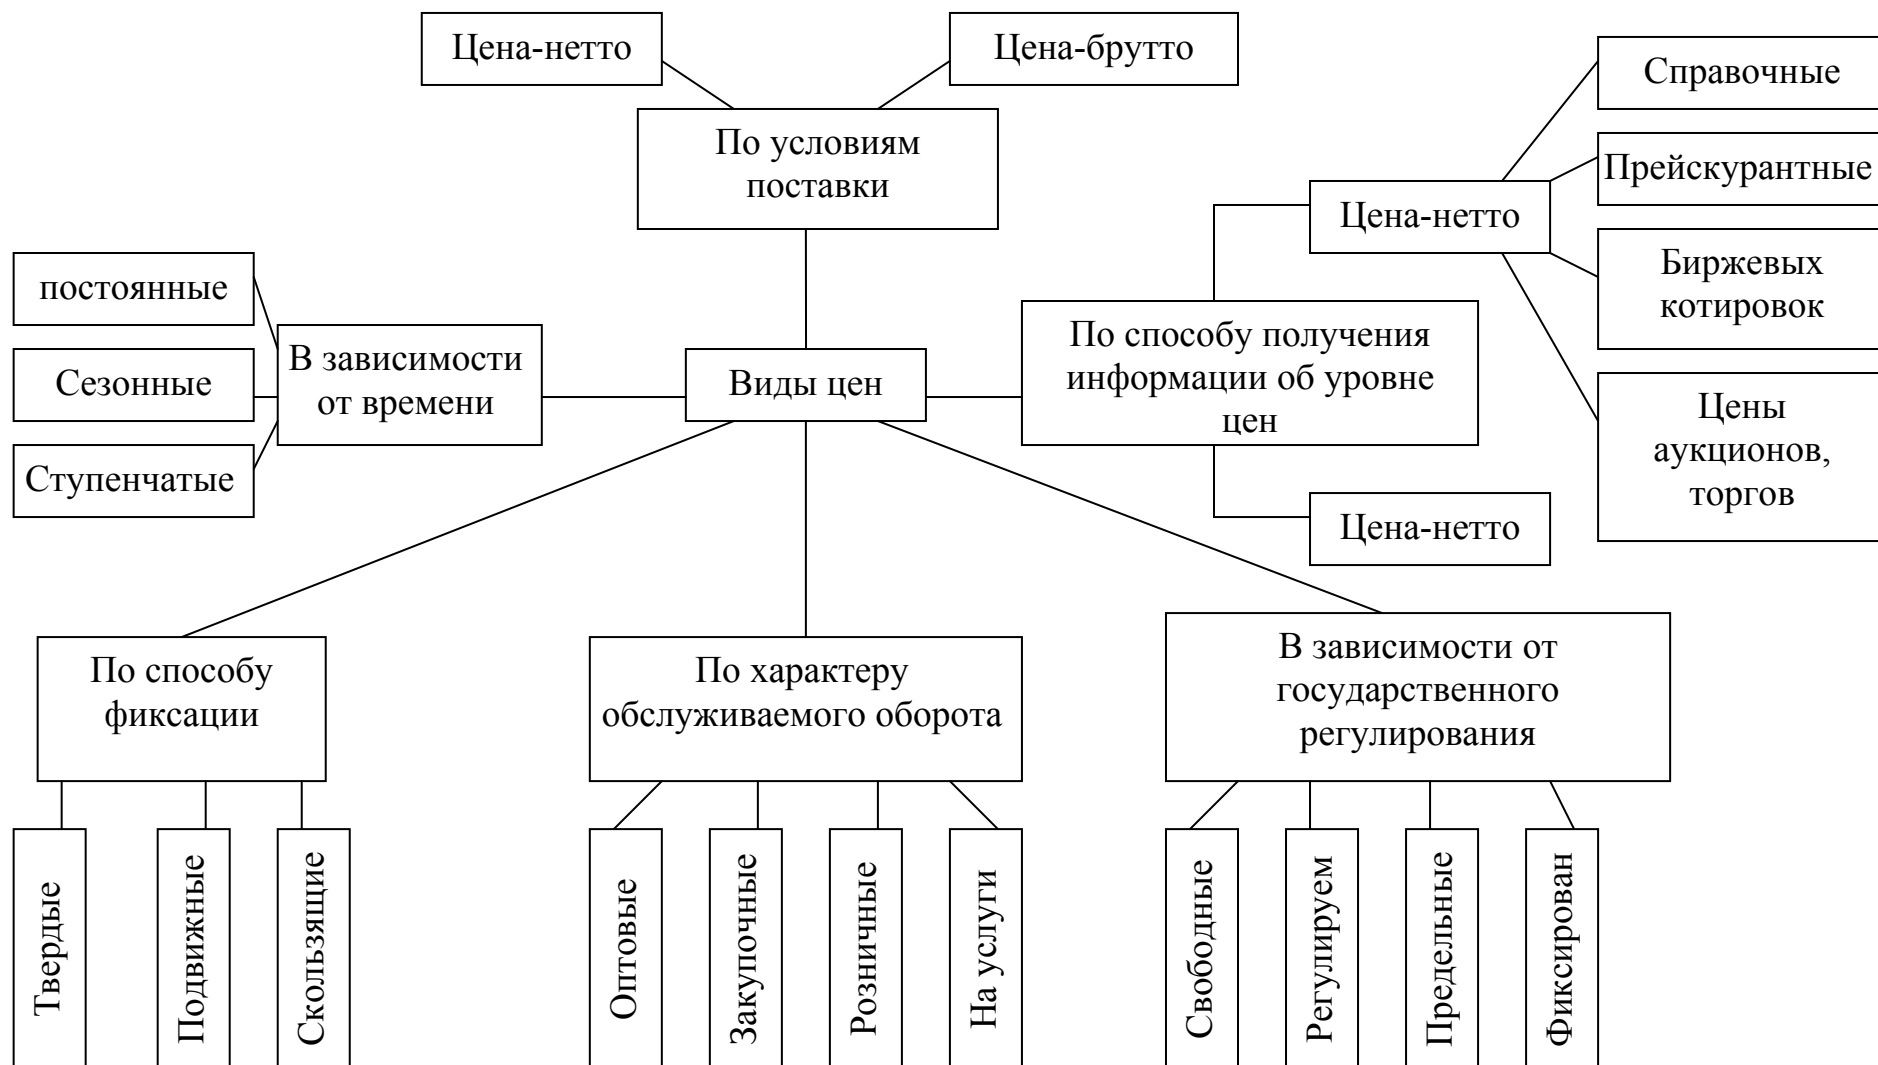 Цена-нетто
Цена-брутто
Справочные
По условиям
поставки
Прейскурантные
Цена-нетто
Биржевых
котировок
постоянные
Сезонные
Ступенчатые
В зависимости
от времени
Виды цен
По способу получения
информации об уровне
цен
Цены
аукционов,
торгов
Цена-нетто
По способу
фиксации
По характеру
обслуживаемого оборота
В зависимости от
государственного
регулирования
Твердые
Подвижные
Скользящие
Оптовые
Закупочные
Розничные
На услуги
Свободные
Регулируем
Предельные
Фиксирован